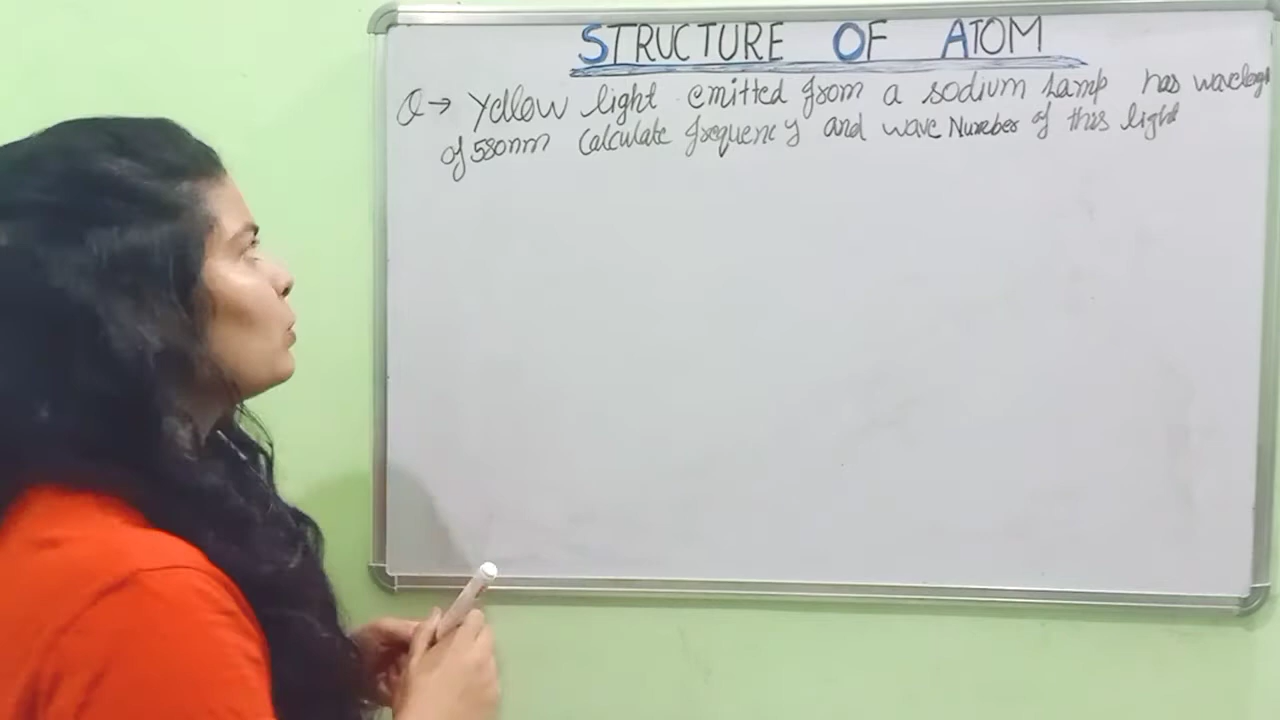 STRUCTURE OF ATOM
Q→ Yellow light emitted from a sodium Lamp has
of 580nm Calculate frequency and wave Number of this light